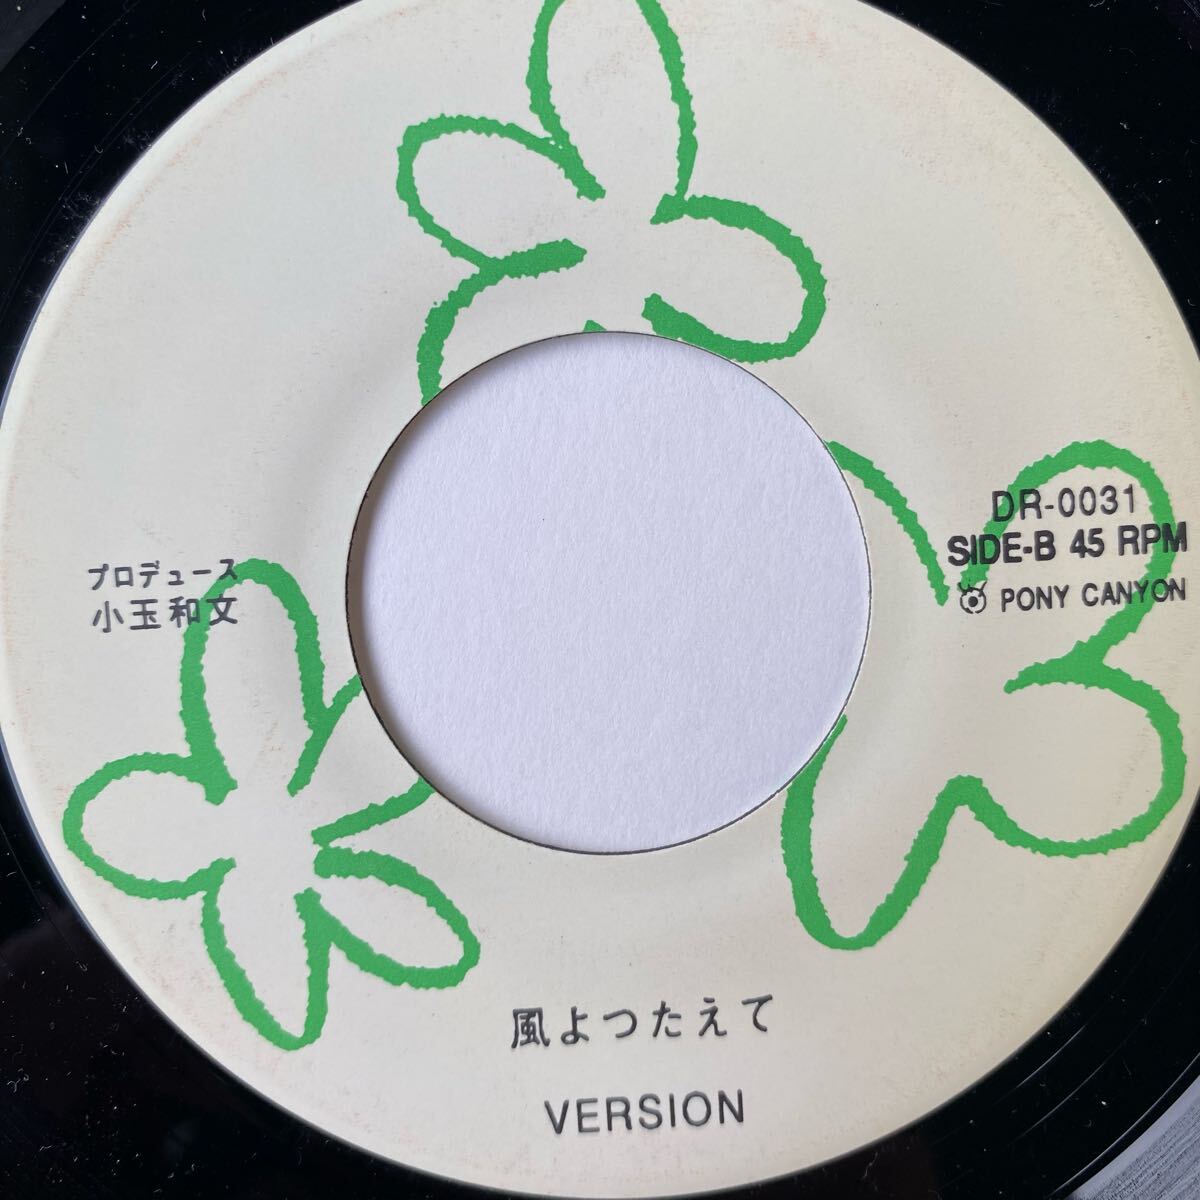 プロデュース
小玉和文
DR-0031
SIDE-B 45 RPM
PONY CANYON
風よつたえて
VERSION